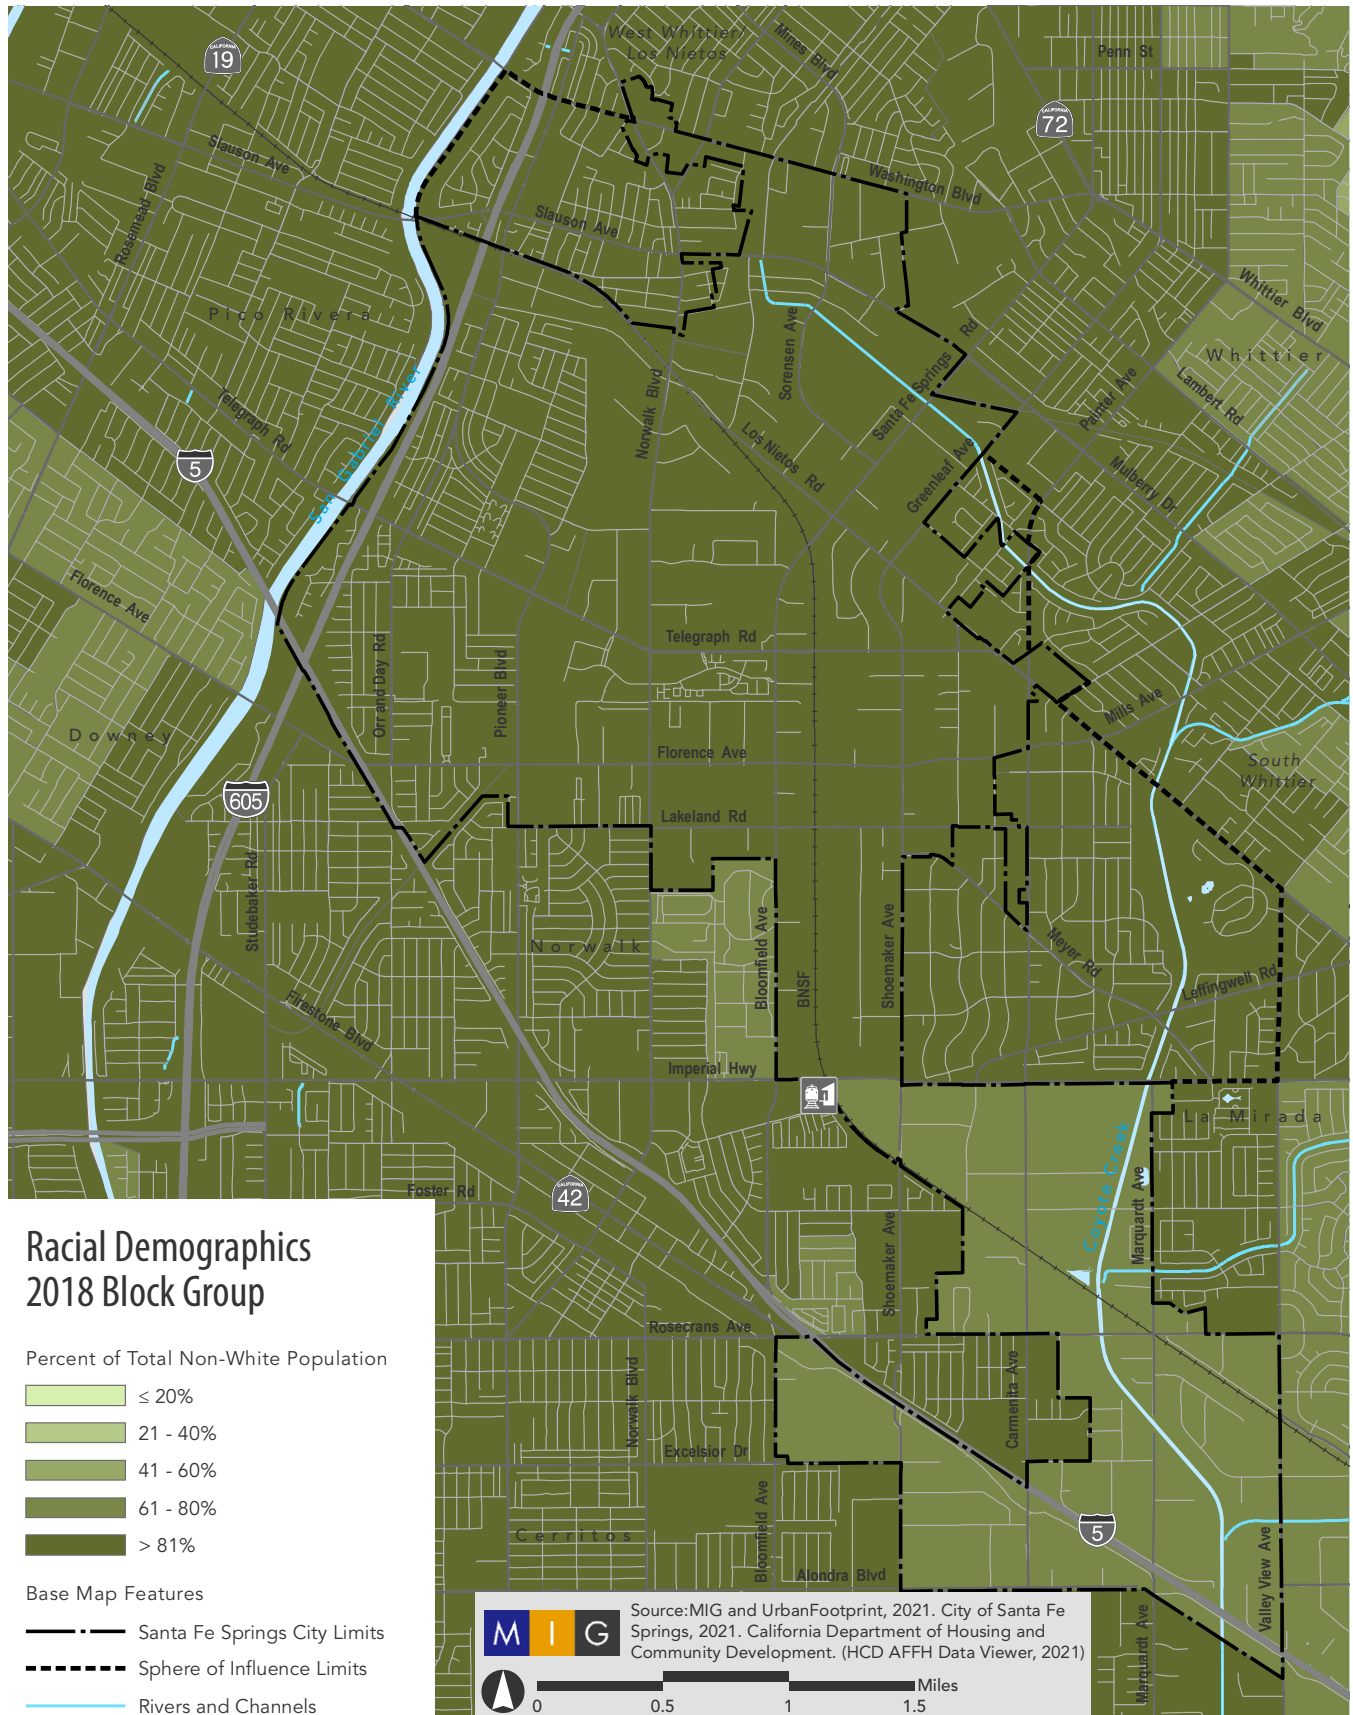 West Whittier/
Los Nietos
Mines Blvd
Penn St
CALIFORNIA
19
CALIFORNIA
72
Slauson Ave
Rosemead Blvd
Washington Blvd
Slauson Ave
Whittier Blvd
Pico Rivera
Whittier
Sorensen Ave
Santa Fe Springs Rd
Painter Ave
Lambert Rd
San Gabriel River
Telegraph Rd
Norwalk Blvd
Los Nietos Rd
Greenleaf Ave
Mulberry Dr
5
Florence Ave
Telegraph Rd
Orr and Day Rd
Pioneer Blvd
Mills Ave
Downey
Florence Ave
South
Whittier
605
Lakeland Rd
Studebaker Rd
Norwalk
Bloomfield Ave
BNSF
Shoemaker Ave
Meyer Rd
Leffingwell Rd
Firestone Blvd
Imperial Hwy
La Mirada
Coyote Creek
Marquardt Ave
Foster Rd
CALIFORNIA
42
Shoemaker Ave
Rosecrans Ave
Norwalk Blvd
Carmenita Ave
Excelsior Dr
Bloomfield Ave
Cerritos
5
Alondra Blvd
Valley View Ave
Marquardt Ave
Racial Demographics
2018 Block Group
Percent of Total Non-White Population
≤ 20%
21 - 40%
41 - 60%
61 - 80%
> 81%
Base Map Features
Santa Fe Springs City Limits
Sphere of Influence Limits
Rivers and Channels
M I G
Source:MIG and UrbanFootprint, 2021. City of Santa Fe
Springs, 2021. California Department of Housing and
Community Development. (HCD AFFH Data Viewer, 2021)
Miles
0 0.5 1 1.5